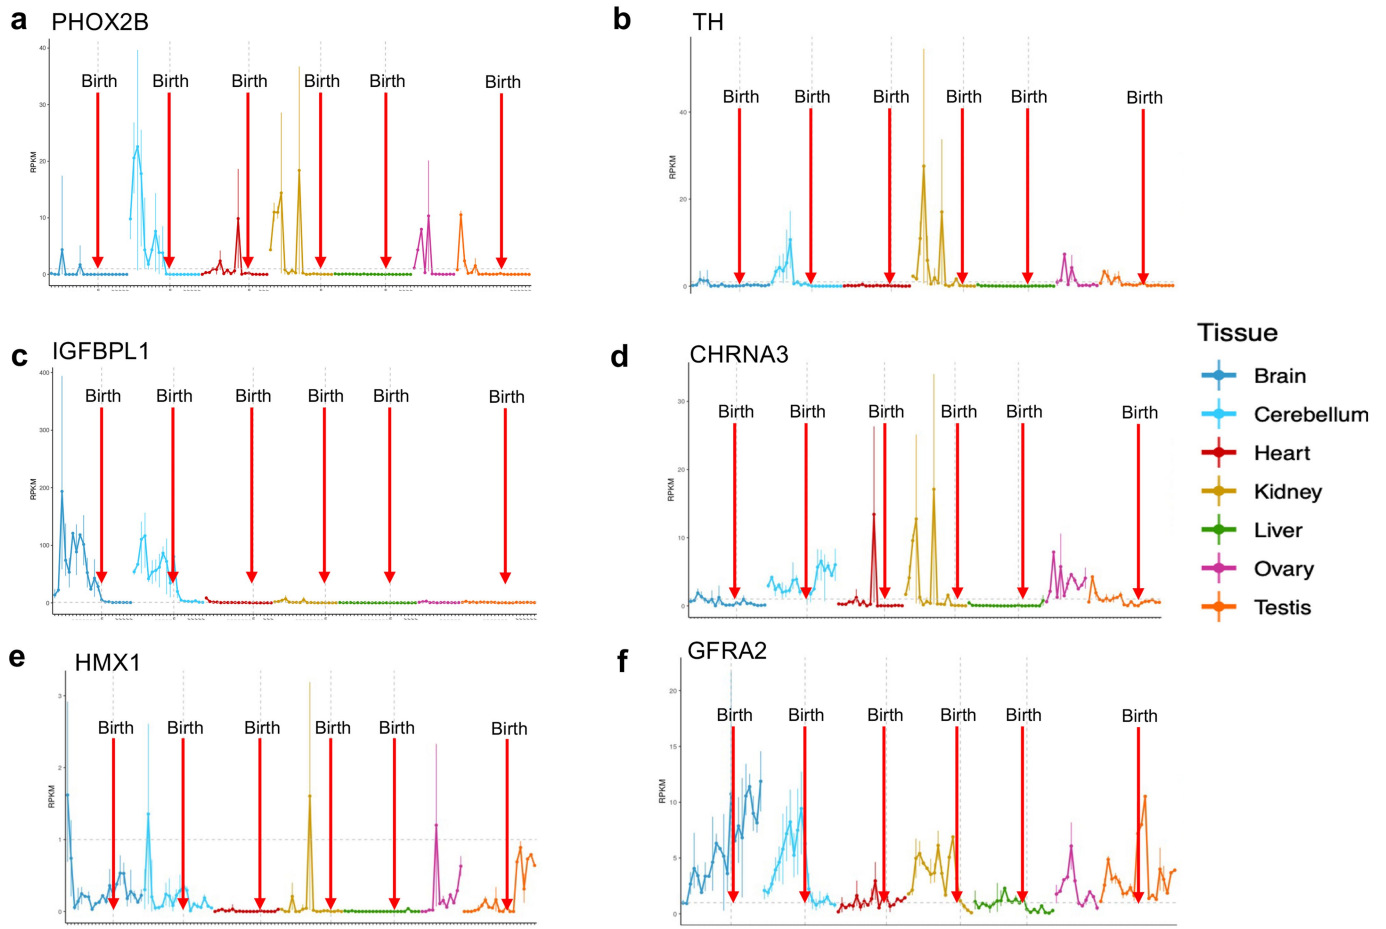 a PHOX2B
40
30
20
10
0
RPKM
Birth Birth Birth Birth Birth Birth
b TH
40
20
0
RPKM
Birth Birth Birth Birth Birth Birth
c IGFBPL1
400
300
200
100
0
RPKM
Birth Birth Birth Birth Birth Birth
d CHRNA3
30
20
10
0
RPKM
Birth Birth Birth Birth Birth Birth
Tissue
Brain
Cerebellum
Heart
Kidney
Liver
Ovary
Testis
e HMX1
3
2
1
0
RPKM
Birth Birth Birth Birth Birth Birth
f GFRA2
20
15
10
5
0
RPKM
Birth Birth Birth Birth Birth Birth